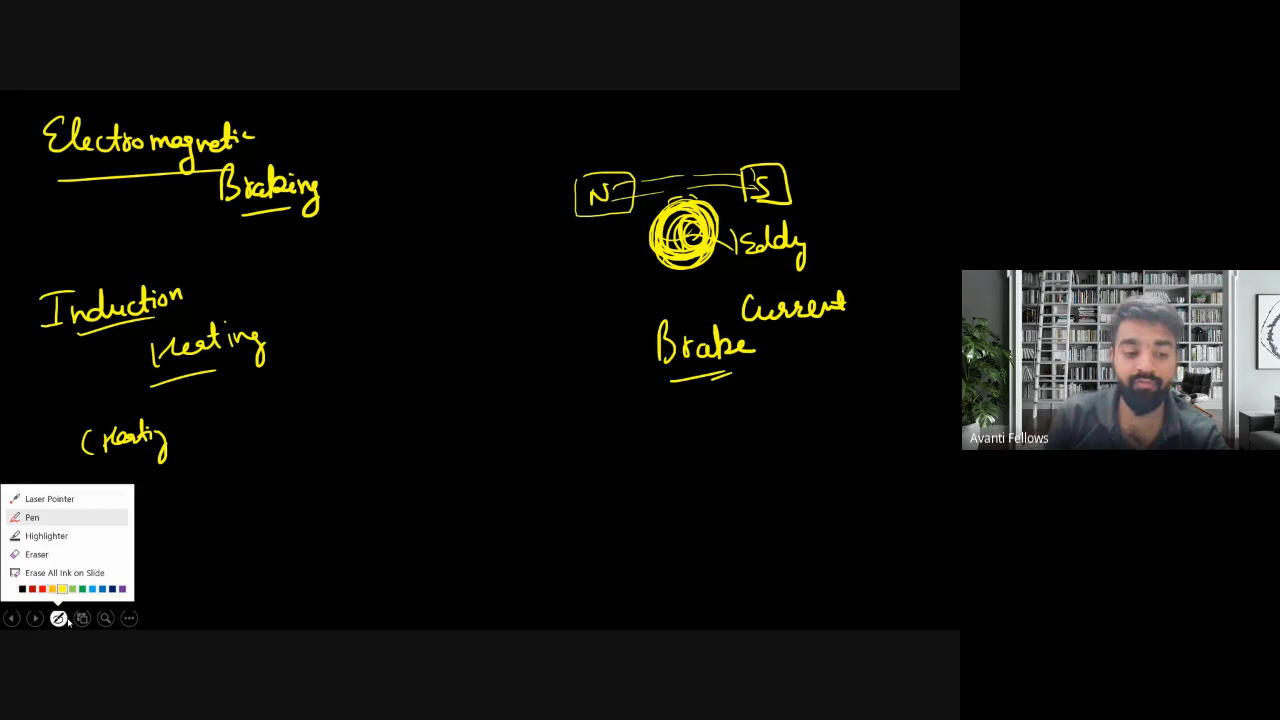 Electromagnetic
Braking
N
S
Eddy
Current
Brake
Induction
Heating
(Heatig
Avanti Fellows
Laser Pointer
Pen
Highlighter
Eraser
Erase All Ink on Slide